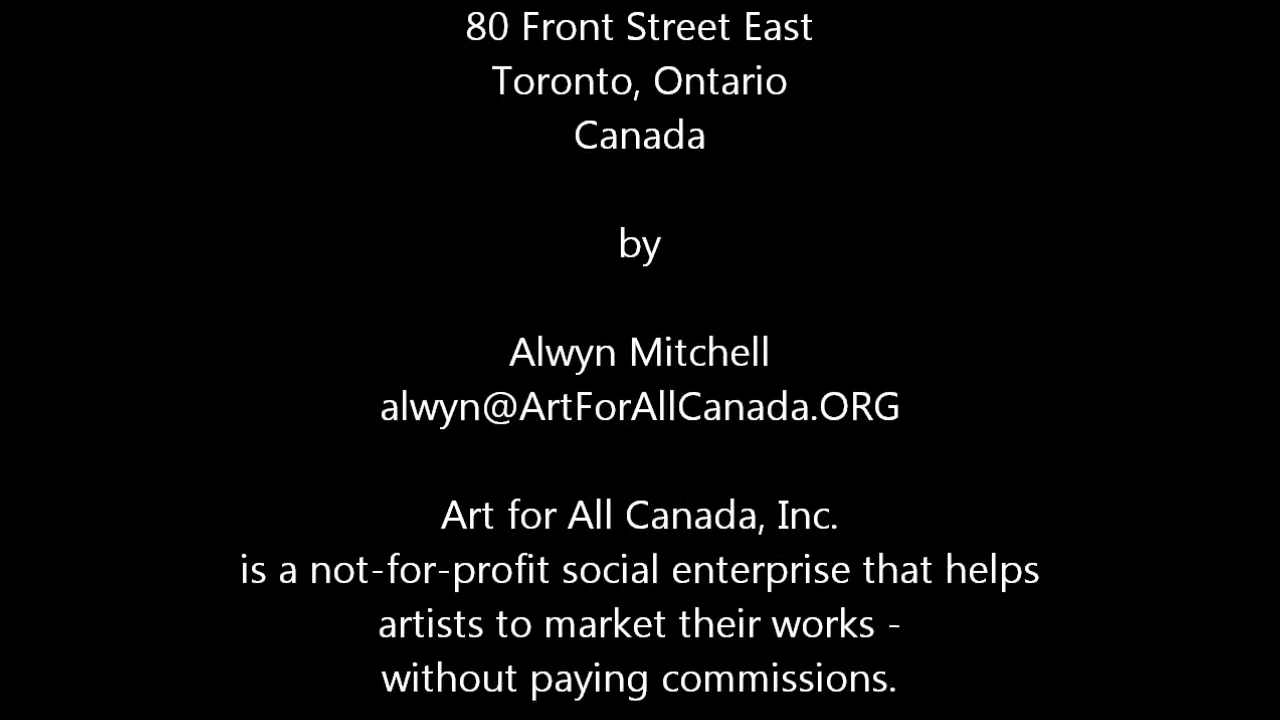 80 Front Street East
Toronto, Ontario
Canada
by
Alwyn Mitchell
alwyn@ArtForAllCanada.ORG
Art for All Canada, Inc.
is a not-for-profit social enterprise that helps
artists to market their works -
without paying commissions.